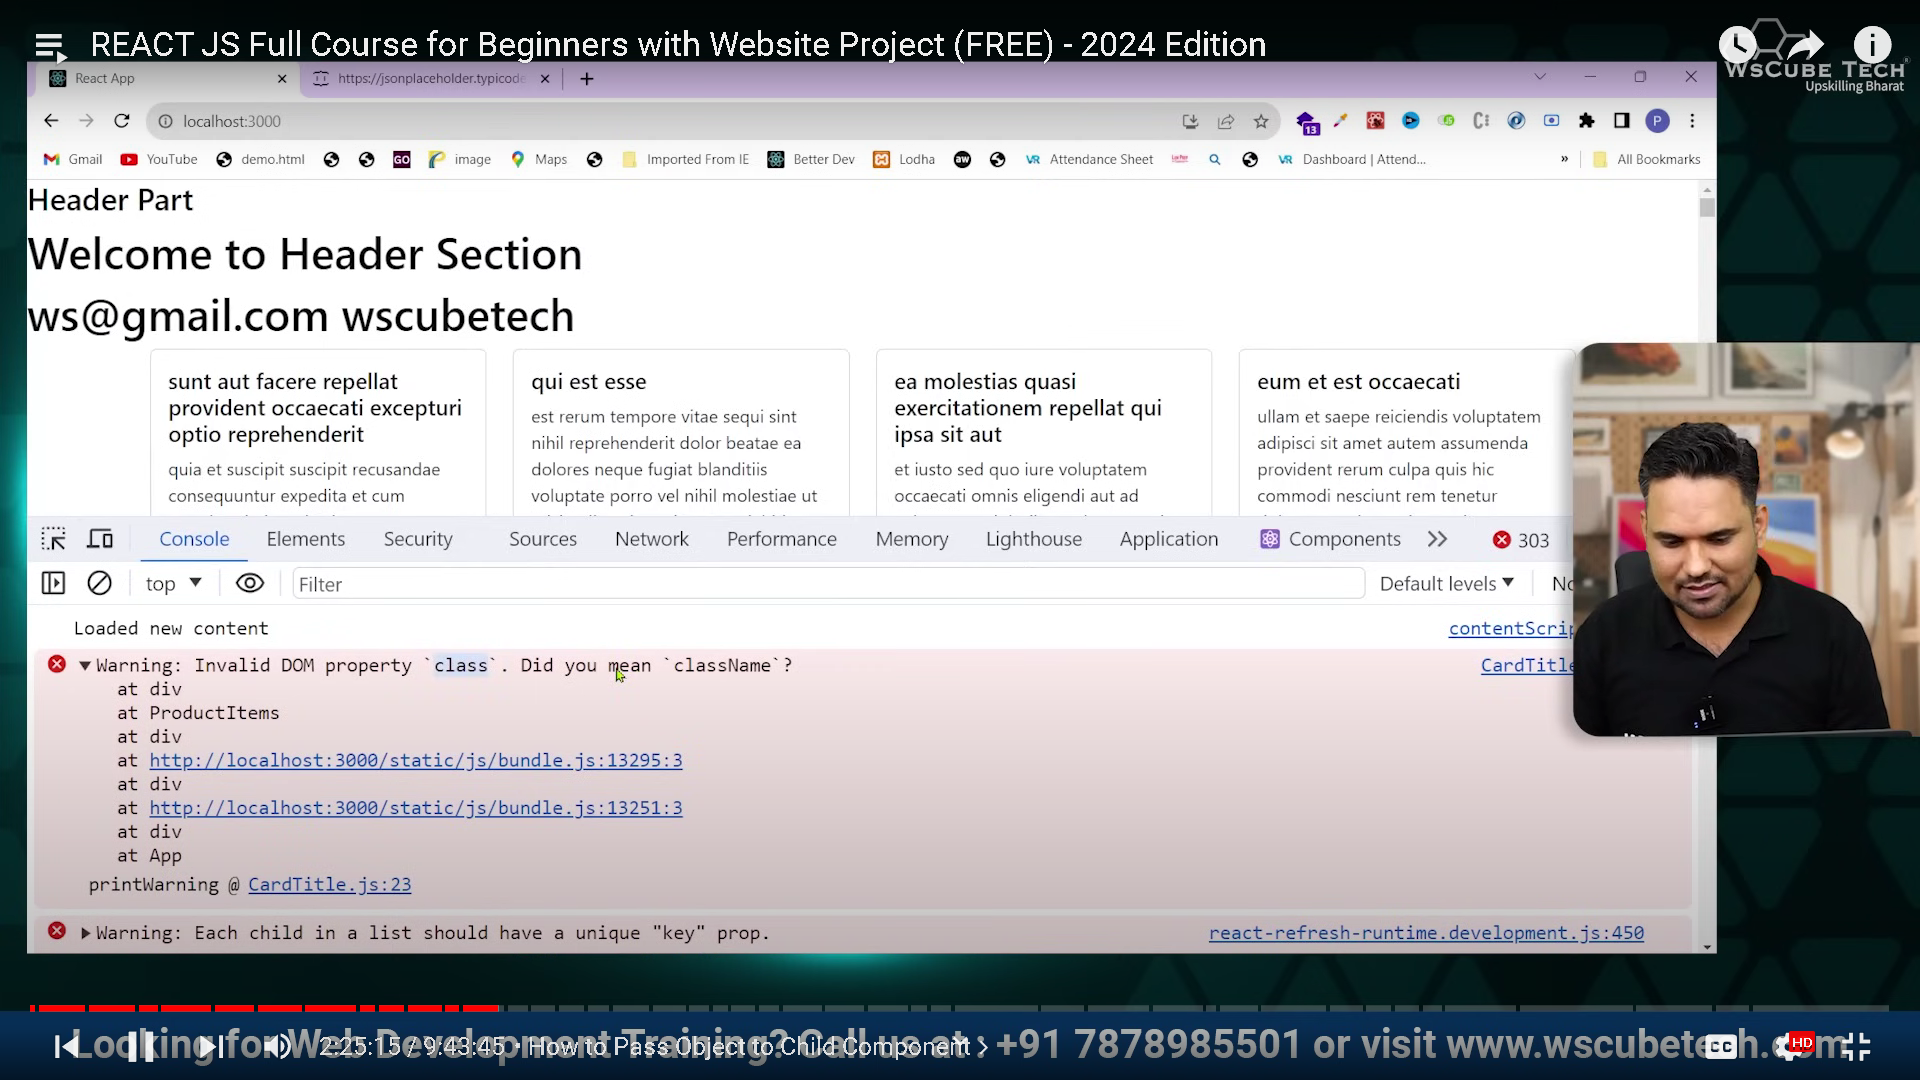 REACT JS Full Course for Beginners with Website Project (FREE) - 2024 Edition
WSCUBE TECH
Upskilling Bharat
React App
https://jsonplaceholder.typicode
localhost:3000
13
P
Gmail YouTube demo.html GO image Maps Imported From IE Better Dev Lodha aw VR Attendance Sheet VR Dashboard | Attend... » All Bookmarks
Header Part
Welcome to Header Section
ws@gmail.com wscubetech
sunt aut facere repellat
provident occaecati excepturi
optio reprehenderit
quia et suscipit suscipit recusandae
consequuntur expedita et cum
qui est esse
est rerum tempore vitae sequi sint
nihil reprehenderit dolor beatae ea
dolores neque fugiat blanditiis
voluptate porro vel nihil molestiae ut
ea molestias quasi
exercitationem repellat qui
ipsa sit aut
et iusto sed quo iure voluptatem
occaecati omnis eligendi aut ad
eum et est occaecati
ullam et saepe reiciendis voluptatem
adipisci sit amet autem assumenda
provident rerum culpa quis hic
commodi nesciunt rem tenetur
Console Elements Security Sources Network Performance Memory Lighthouse Application Components 303
top Filter Default levels No
Loaded new content contentScrip
Warning: Invalid DOM property `class`. Did you mean `className`? CardTitle
at div
at ProductItems
at div
at http://localhost:3000/static/js/bundle.js:13295:3
at div
at http://localhost:3000/static/js/bundle.js:13251:3
at div
at App
printWarning @ CardTitle.js:23
Warning: Each child in a list should have a unique "key" prop. react-refresh-runtime.development.js:450
Looking for Web Development Training? Call us at : +91 7878985501 or visit www.wscubetech.com
2:25:15 / 9:43:45 • How to Pass Object to Child Component
CC
HD